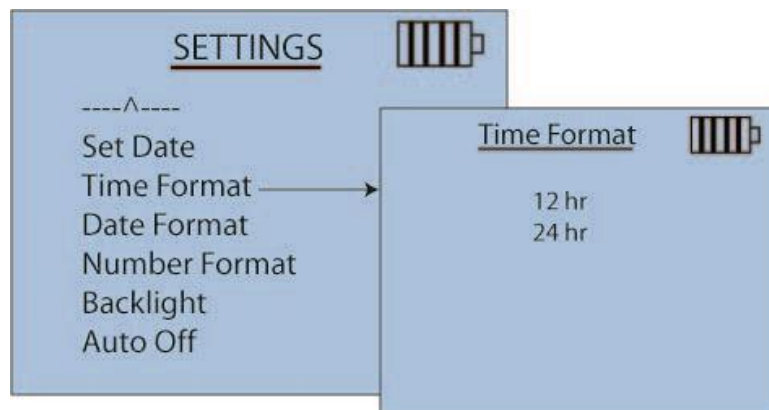 SETTINGS
----^----
Set Date
Time Format
Date Format
Number Format
Backlight
Auto Off
Time Format
12 hr
24 hr